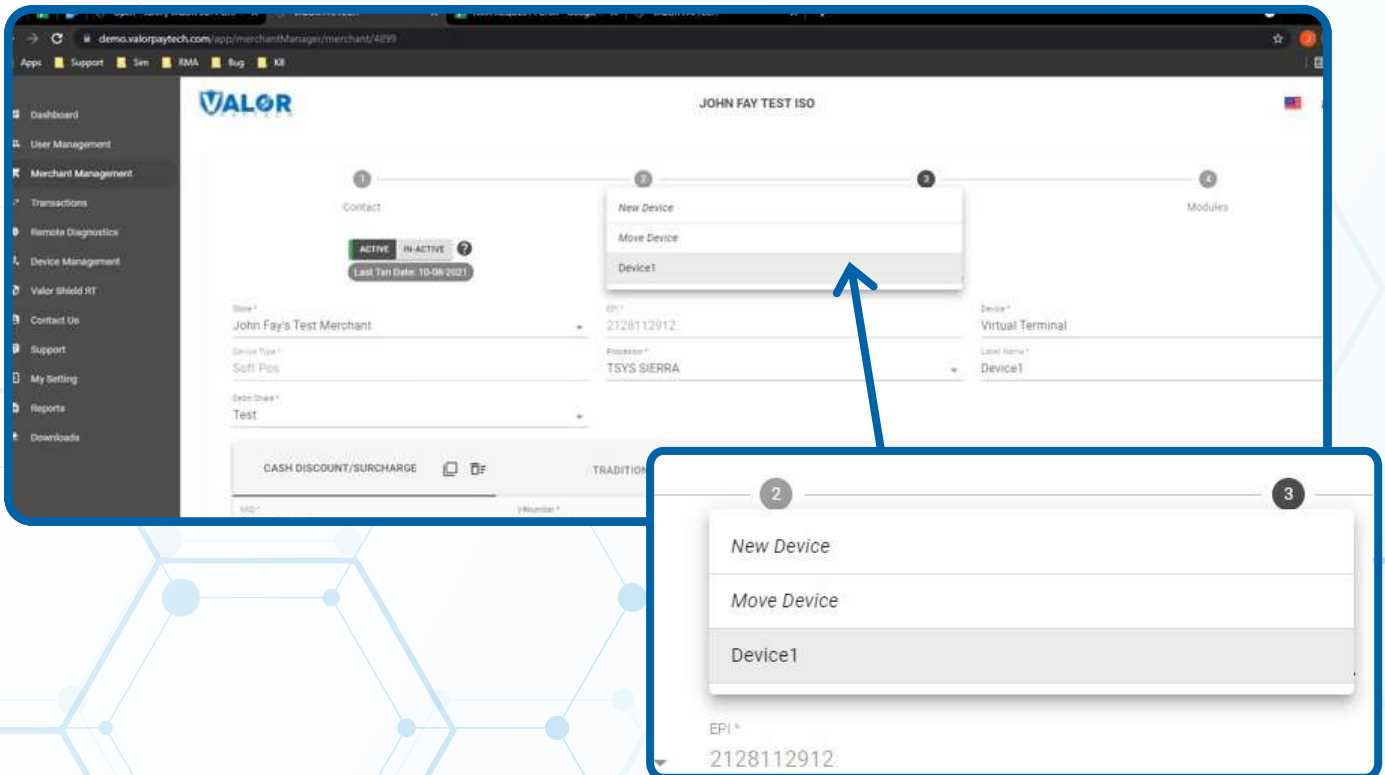 demo.valorpaytech.com/app/merchantManager/merchant/4899
Apps Support Sim RMA Bug KB
VALOR
PAYTECH
JOHN FAY TEST ISO
Dashboard
User Management
Merchant Management
Transactions
Remote Diagnostics
Device Management
Valor Shield RT
Contact Us
Support
My Setting
Reports
Downloads
1 2 3 4
Contact Modules
New Device
Move Device
Device1
ACTIVE IN-ACTIVE ?
Last Txn Date: 10-08-2021
Store * EPI * Device *
John Fay's Test Merchant 2128112912 Virtual Terminal
Device Type * Processor * Label Name *
Soft Pos TSYS SIERRA Device1
Debit Share *
Test
CASH DISCOUNT/SURCHARGE TRADITION
MID *
2 3
New Device
Move Device
Device1
EPI *
2128112912